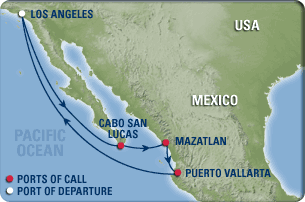 LOS ANGELES
USA
MEXICO
CABO SAN
LUCAS
MAZATLAN
PACIFIC
OCEAN
PUERTO VALLARTA
PORTS OF CALL
PORT OF DEPARTURE